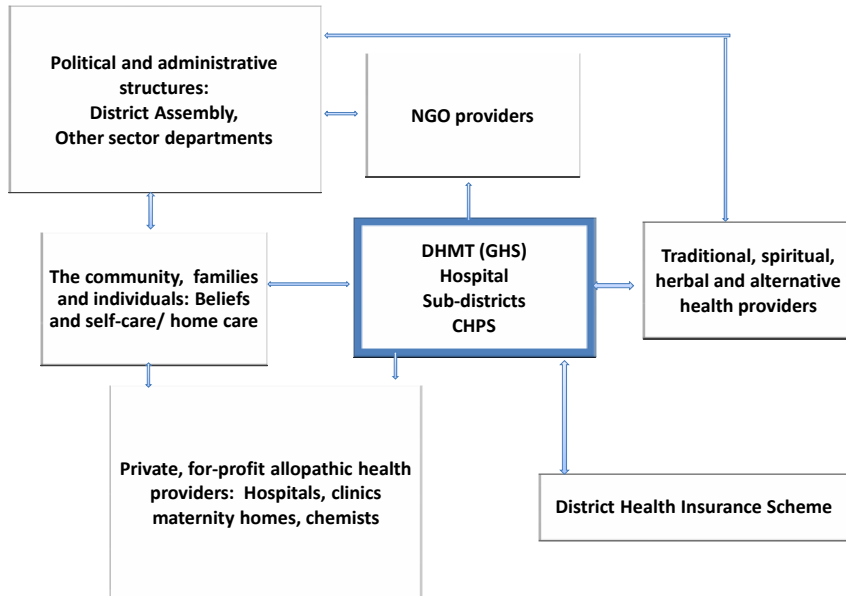 Political and administrative
structures:
District Assembly,
Other sector departments
NGO providers
The community, families
and individuals: Beliefs
and self-care/ home care
DHMT (GHS)
Hospital
Sub-districts
CHPS
Traditional, spiritual,
herbal and alternative
health providers
Private, for-profit allopathic health
providers: Hospitals, clinics
maternity homes, chemists
District Health Insurance Scheme